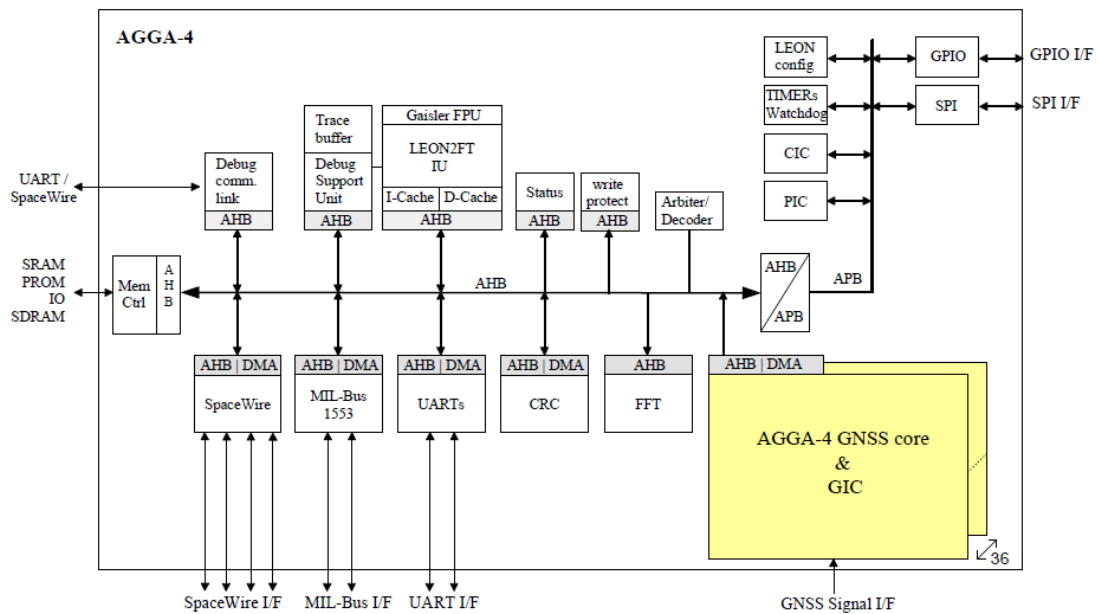 AGGA-4
LEON
config
GPIO
GPIO I/F
TIMERs
Watchdog
SPI
SPI I/F
CIC
PIC
Trace
buffer
Debug
Support
Unit
AHB
Gaisler FPU
LEON2FT
IU
I-Cache
D-Cache
AHB
UART /
SpaceWire
Debug
comm.
link
AHB
Status
AHB
write
protect
AHB
Arbiter/
Decoder
SRAM
PROM
IO
SDRAM
Mem
Ctrl
A
H
B
AHB
AHB
APB
APB
AHB | DMA
SpaceWire
AHB | DMA
MIL-Bus
1553
AHB | DMA
UARTs
AHB | DMA
CRC
AHB
FFT
AHB | DMA
AGGA-4 GNSS core
&
GIC
36
SpaceWire I/F
MIL-Bus I/F
UART I/F
GNSS Signal I/F